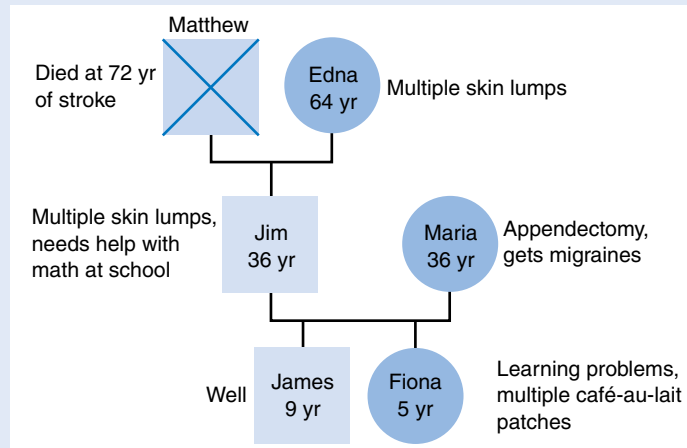 Matthew
Died at 72 yr
of stroke
Edna
64 yr
Multiple skin lumps
Multiple skin lumps,
needs help with
math at school
Jim
36 yr
Maria
36 yr
Appendectomy,
gets migraines
Well
James
9 yr
Fiona
5 yr
Learning problems,
multiple café-au-lait
patches